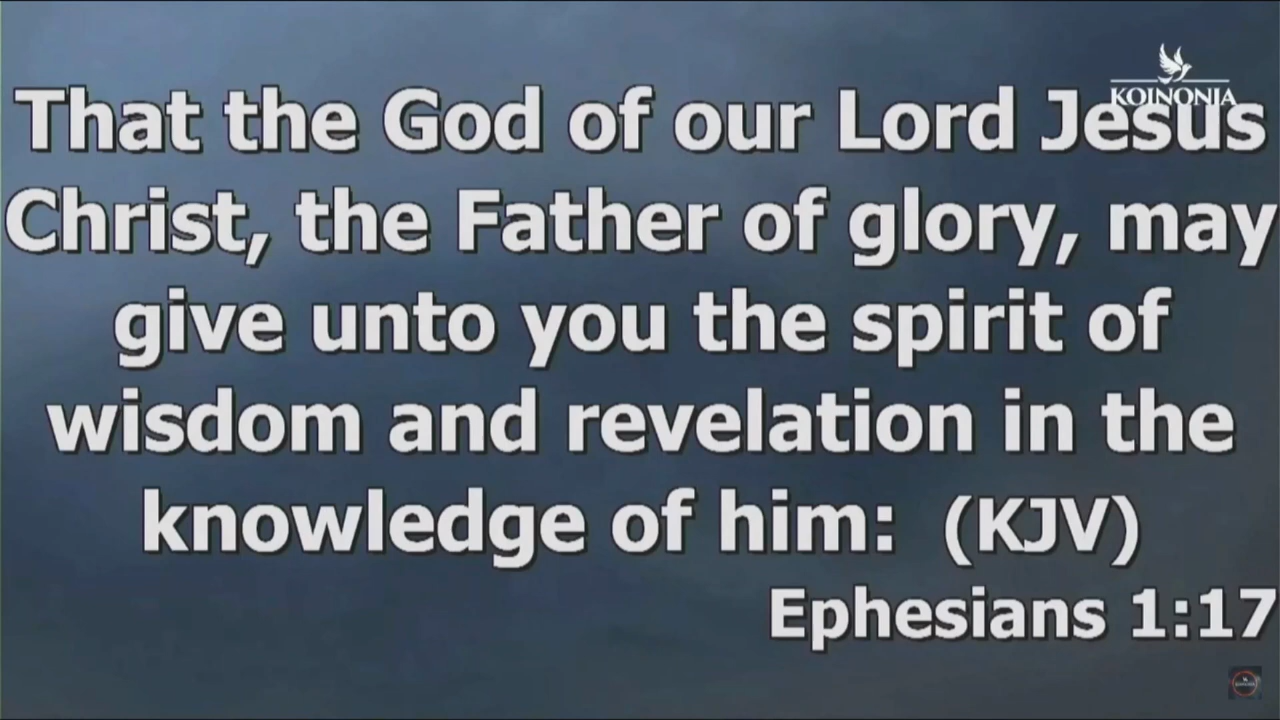 KOINONIA
That the God of our Lord Jesus
Christ, the Father of glory, may
give unto you the spirit of
wisdom and revelation in the
knowledge of him: (KJV)
Ephesians 1:17